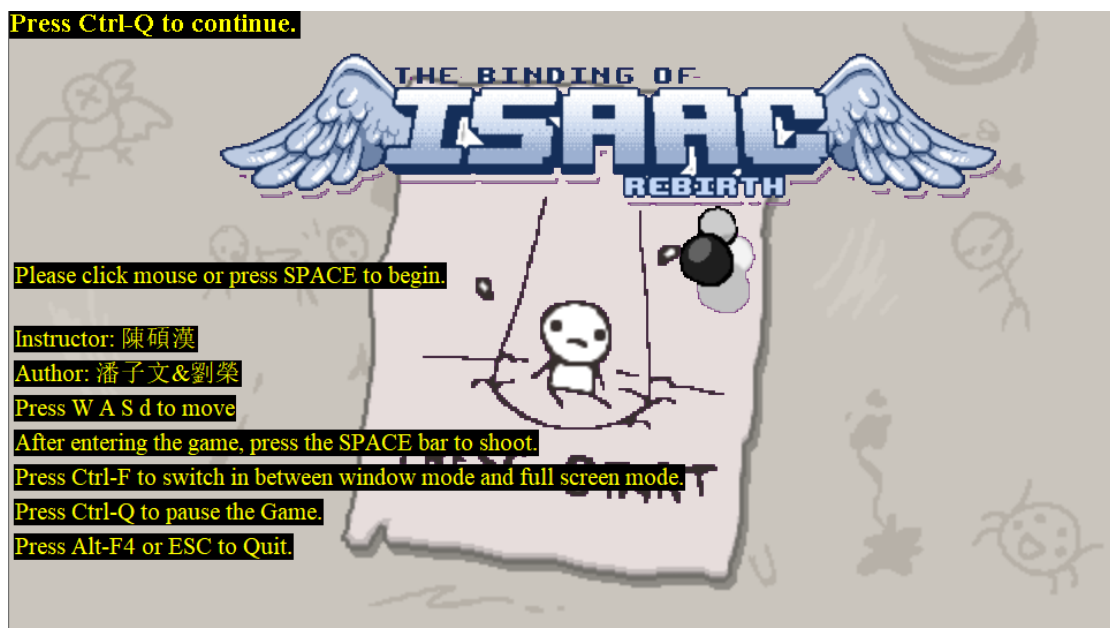 Press Ctrl-Q to continue.
THE BINDING OF
ISAAC
REBIRTH
Please click mouse or press SPACE to begin.
Instructor: 陳碩漢
Author: 潘子文&劉榮
Press W A S d to move
After entering the game, press the SPACE bar to shoot.
START
Press Ctrl-F to switch in between window mode and full screen mode.
Press Ctrl-Q to pause the Game.
Press Alt-F4 or ESC to Quit.